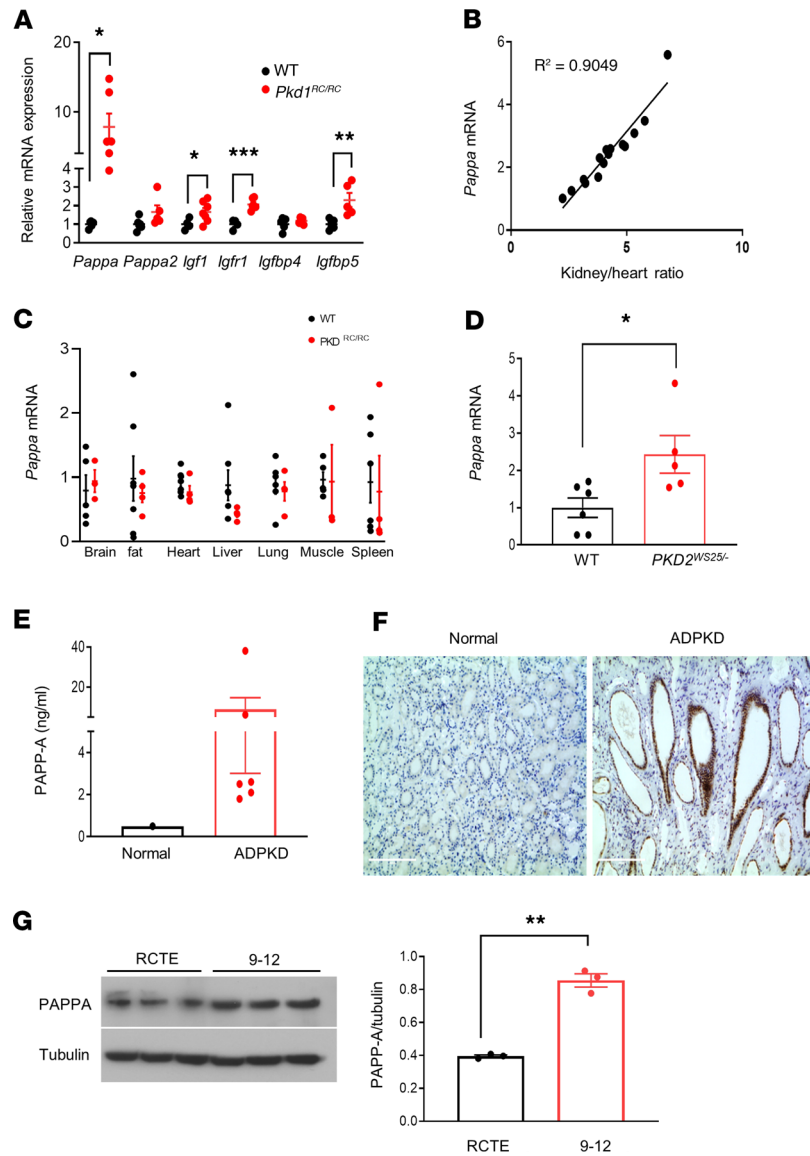 A
Relative mRNA expression
20
10
4
3
2
1
0
*
*
***
**
WT
Pkd1RC/RC
Pappa Pappa2 Igf1 Igfr1 Igfbp4 Igfbp5
B
Pappa mRNA
6
4
2
0
R² = 0.9049
0 5 10
Kidney/heart ratio
C
WT
PKD RC/RC
Pappa mRNA
3
2
1
0
Brain fat Heart Liver Lung Muscle Spleen
D
*
Pappa mRNA
5
4
3
2
1
0
WT PKD2WS25/-
E
PAPP-A (ng/ml)
40
20
4
2
0
Normal ADPKD
F
Normal ADPKD
G
RCTE 9-12
PAPPA
Tubulin
**
PAPP-A/tubulin
1.0
0.8
0.6
0.4
0.2
0.0
RCTE 9-12